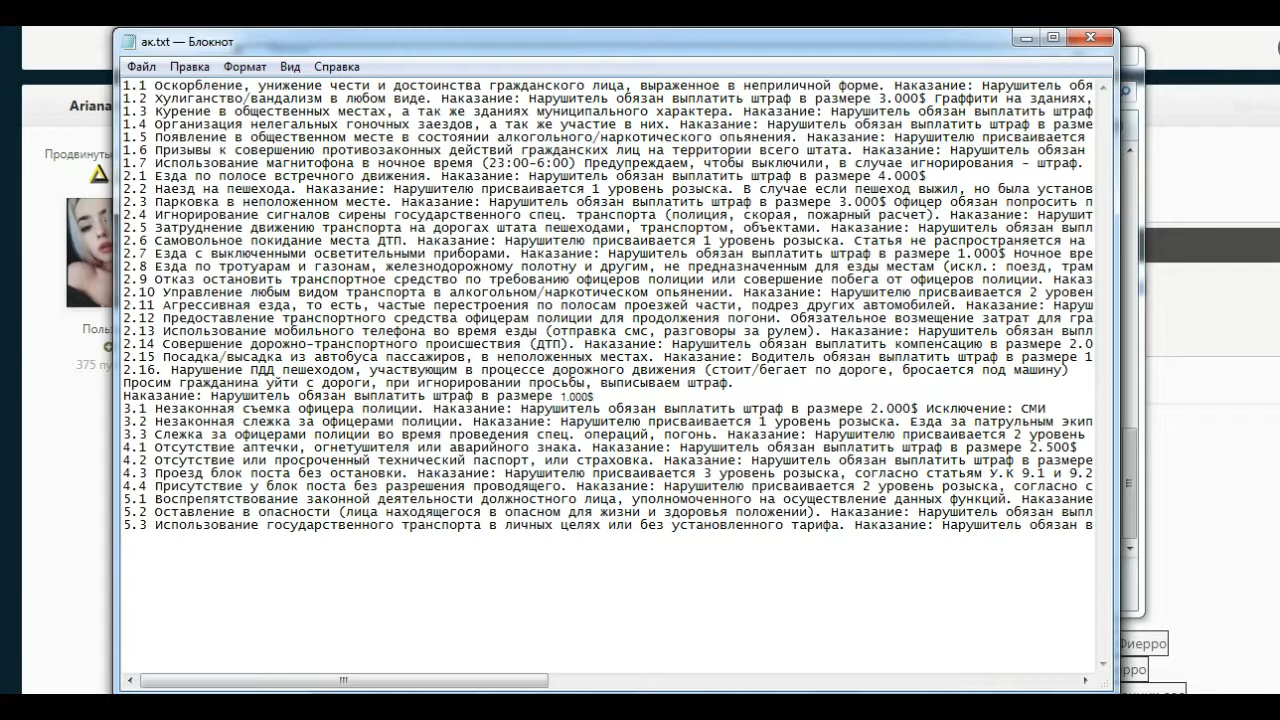 ак.txt — Блокнот
Файл Правка Формат Вид Справка
1.1 Оскорбление, унижение чести и достоинства гражданского лица, выраженное в неприличной форме. Наказание: Нарушитель обя
1.2 Хулиганство/вандализм в любом виде. Наказание: Нарушитель обязан выплатить штраф в размере 3.000$ граффити на зданиях,
1.3 Курение в общественных местах, а так же зданиях муниципального характера. Наказание: Нарушитель обязан выплатить штраф
1.4 Организация нелегальных гоночных заездов, а так же участие в них. Наказание: Нарушитель обязан выплатить штраф в разме
1.5 Появление в общественном месте в состоянии алкогольного/наркотического опьянения. Наказание: Нарушителю присваивается
1.6 Призывы к совершению противозаконных действий гражданских лиц на территории всего штата. Наказание: Нарушитель обязан
1.7 Использование магнитофона в ночное время (23:00-6:00) Предупреждаем, чтобы выключили, в случае игнорирования - штраф.
2.1 Езда по полосе встречного движения. Наказание: Нарушитель обязан выплатить штраф в размере 4.000$
2.2 Наезд на пешехода. Наказание: Нарушителю присваивается 1 уровень розыска. В случае если пешеход выжил, но была установ
2.3 Парковка в неположенном месте. Наказание: Нарушитель обязан выплатить штраф в размере 3.000$ Офицер обязан попросить п
2.4 Игнорирование сигналов сирены государственного спец. транспорта (полиция, скорая, пожарный расчет). Наказание: Нарушит
2.5 Затруднение движению транспорта на дорогах штата пешеходами, транспортом, объектами. Наказание: Нарушитель обязан выпл
2.6 Самовольное покидание места ДТП. Наказание: Нарушителю присваивается 1 уровень розыска. Статья не распространяется на
2.7 Езда с выключенными осветительными приборами. Наказание: Нарушитель обязан выплатить штраф в размере 1.000$ Ночное вре
2.8 Езда по тротуарам и газонам, железнодорожному полотну и другим, не предназначенным для езды местам (искл.: поезд, трам
2.9 Отказ остановить транспортное средство по требованию офицеров полиции или совершение побега от офицеров полиции. Наказ
2.10 Управление любым видом транспорта в алкогольном/наркотическом опьянении. Наказание: Нарушителю присваивается 2 уровен
2.11 Агрессивная езда, то есть, частые перестроения по полосам проезжей части, подрез других автомобилей. Наказание: Наруш
2.12 Предоставление транспортного средства офицерам полиции для продолжения погони. Обязательное возмещение затрат для гра
2.13 Использование мобильного телефона во время езды (отправка смс, разговоры за рулем). Наказание: Нарушитель обязан выпл
2.14 Совершение дорожно-транспортного происшествия (ДТП). Наказание: Нарушитель обязан выплатить компенсацию в размере 2.0
2.15 Посадка/высадка из автобуса пассажиров, в неположенных местах. Наказание: Водитель обязан выплатить штраф в размере 1
2.16. Нарушение ПДД пешеходом, участвующим в процессе дорожного движения (стоит/бегает по дороге, бросается под машину)
Просим гражданина уйти с дороги, при игнорировании просьбы, выписываем штраф.
Наказание: Нарушитель обязан выплатить штраф в размере 1.000$
3.1 Незаконная съемка офицера полиции. Наказание: Нарушитель обязан выплатить штраф в размере 2.000$ Исключение: СМИ
3.2 Незаконная слежка за офицерами полиции. Наказание: Нарушителю присваивается 1 уровень розыска. Езда за патрульным экип
3.3 Слежка за офицерами полиции во время проведения спец. операций, погонь. Наказание: Нарушителю присваивается 2 уровень
4.1 Отсутствие аптечки, огнетушителя или аварийного знака. Наказание: Нарушитель обязан выплатить штраф в размере 2.500$
4.2 Отсутствие или просроченный технический паспорт, или страховка. Наказание: Нарушитель обязан выплатить штраф в размере
4.3 Проезд блок поста без остановки. Наказание: Нарушителю присваивается 3 уровень розыска, согласно статьям У.К 9.1 и 9.2
4.4 Присутствие у блок поста без разрешения проводящего. Наказание: Нарушителю присваивается 2 уровень розыска, согласно с
5.1 Воспрепятствование законной деятельности должностного лица, уполномоченного на осуществление данных функций. Наказание
5.2 Оставление в опасности (лица находящегося в опасном для жизни и здоровья положении). Наказание: Нарушитель обязан выпл
5.3 Использование государственного транспорта в личных целях или без установленного тарифа. Наказание: Нарушитель обязан в
Ariana
Продвинуты
Польз
375 пу
Фиерро
рро